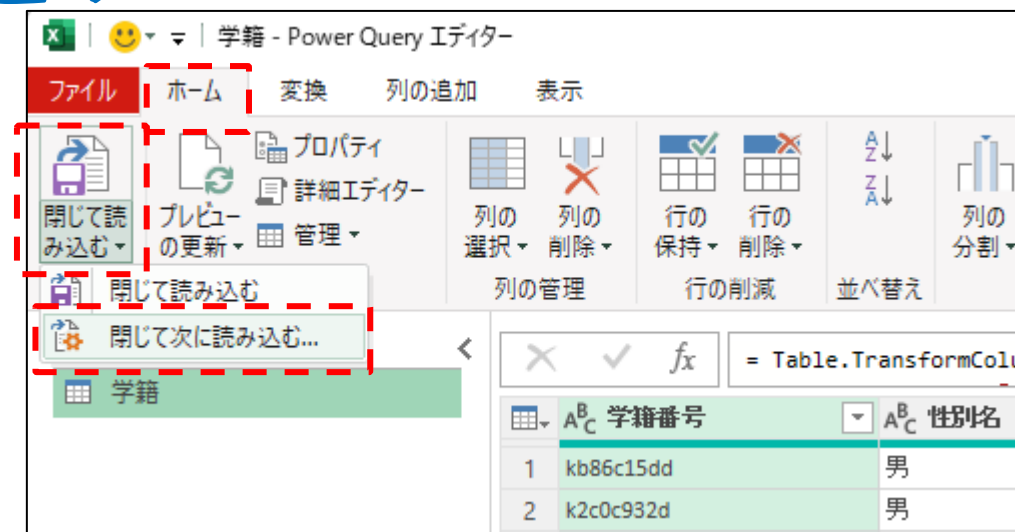 学籍 - Power Query エディター
ファイル ホーム 変換 列の追加 表示
閉じて読
み込む
プレビュー
の更新
プロパティ
詳細エディター
管理
列の
選択
列の
削除
列の管理
行の
保持
行の
削除
行の削減
並べ替え
列の
分割
閉じて読み込む
閉じて次に読み込む...
学籍
fx = Table.TransformColu
ABC 学籍番号 ABC 性別名
1 kb86c15dd 男
2 k2c0c932d 男